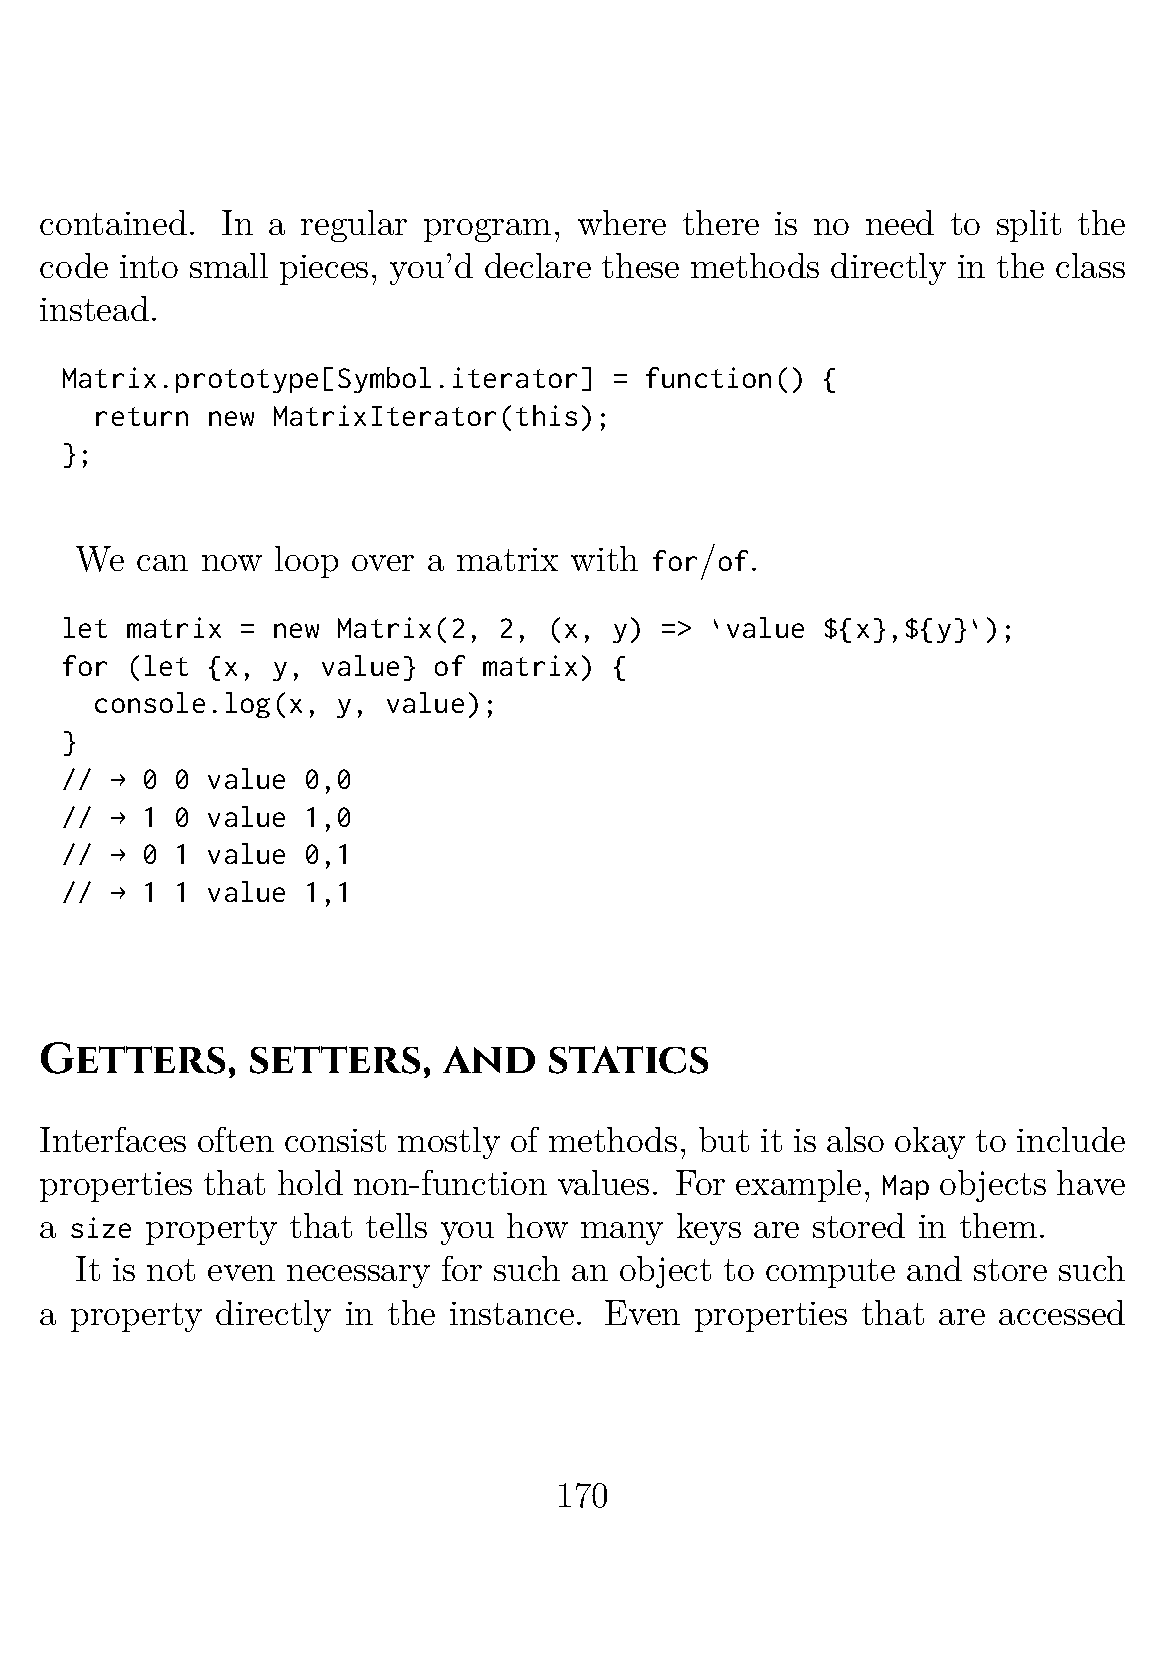 contained. In a regular program, where there is no need to split the
code into small pieces, you'd declare these methods directly in the class
instead.
Matrix.prototype[Symbol.iterator] = function() {
  return new MatrixIterator(this);
};
We can now loop over a matrix with for/of.
let matrix = new Matrix(2, 2, (x, y) => `value ${x},${y}`);
for (let {x, y, value} of matrix) {
  console.log(x, y, value);
}
// → 0 0 value 0,0
// → 1 0 value 1,0
// → 0 1 value 0,1
// → 1 1 value 1,1
Getters, setters, and statics
Interfaces often consist mostly of methods, but it is also okay to include
properties that hold non-function values. For example, Map objects have
a size property that tells you how many keys are stored in them.
It is not even necessary for such an object to compute and store such
a property directly in the instance. Even properties that are accessed
170